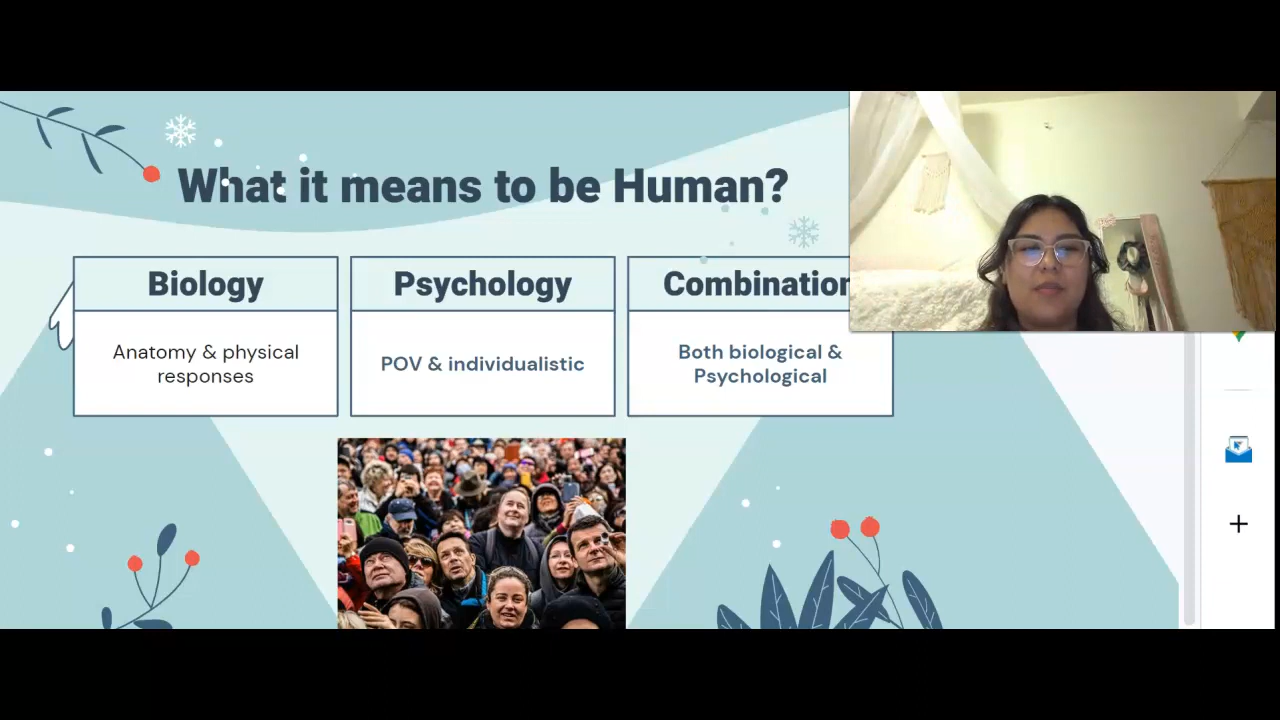 What it means to be Human?
Biology
Anatomy & physical
responses
Psychology
POV & individualistic
Combination
Both biological &
Psychological